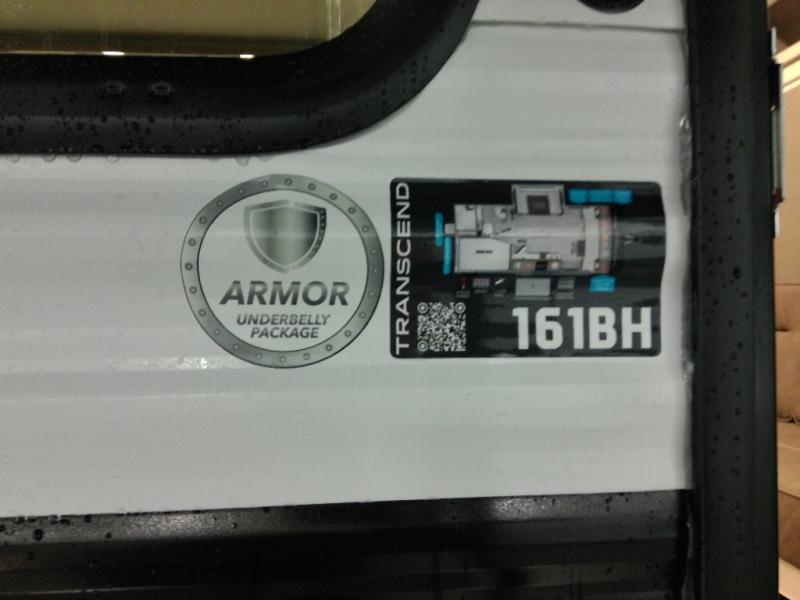 ARMOR
UNDERBELLY
PACKAGE
TRANSCEND
161BH